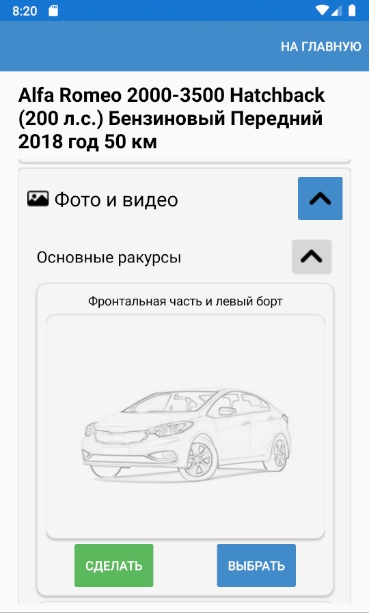 8:20
НА ГЛАВНУЮ
Alfa Romeo 2000-3500 Hatchback
(200 л.с.) Бензиновый Передний
2018 год 50 км
Фото и видео
Основные ракурсы
Фронтальная часть и левый борт
СДЕЛАТЬ
ВЫБРАТЬ